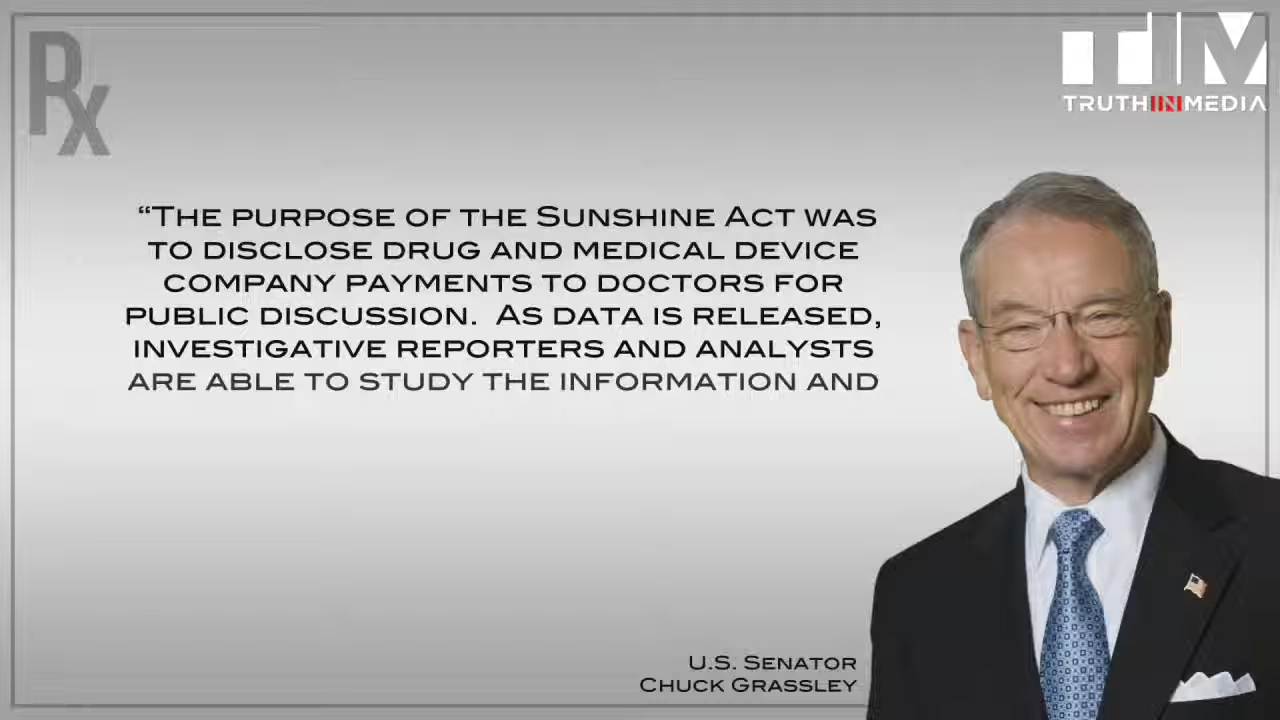 Rx
TIM
TRUTHINMEDIA
“THE PURPOSE OF THE SUNSHINE ACT WAS
TO DISCLOSE DRUG AND MEDICAL DEVICE
COMPANY PAYMENTS TO DOCTORS FOR
PUBLIC DISCUSSION.  AS DATA IS RELEASED,
INVESTIGATIVE REPORTERS AND ANALYSTS
ARE ABLE TO STUDY THE INFORMATION AND
U.S. SENATOR
CHUCK GRASSLEY